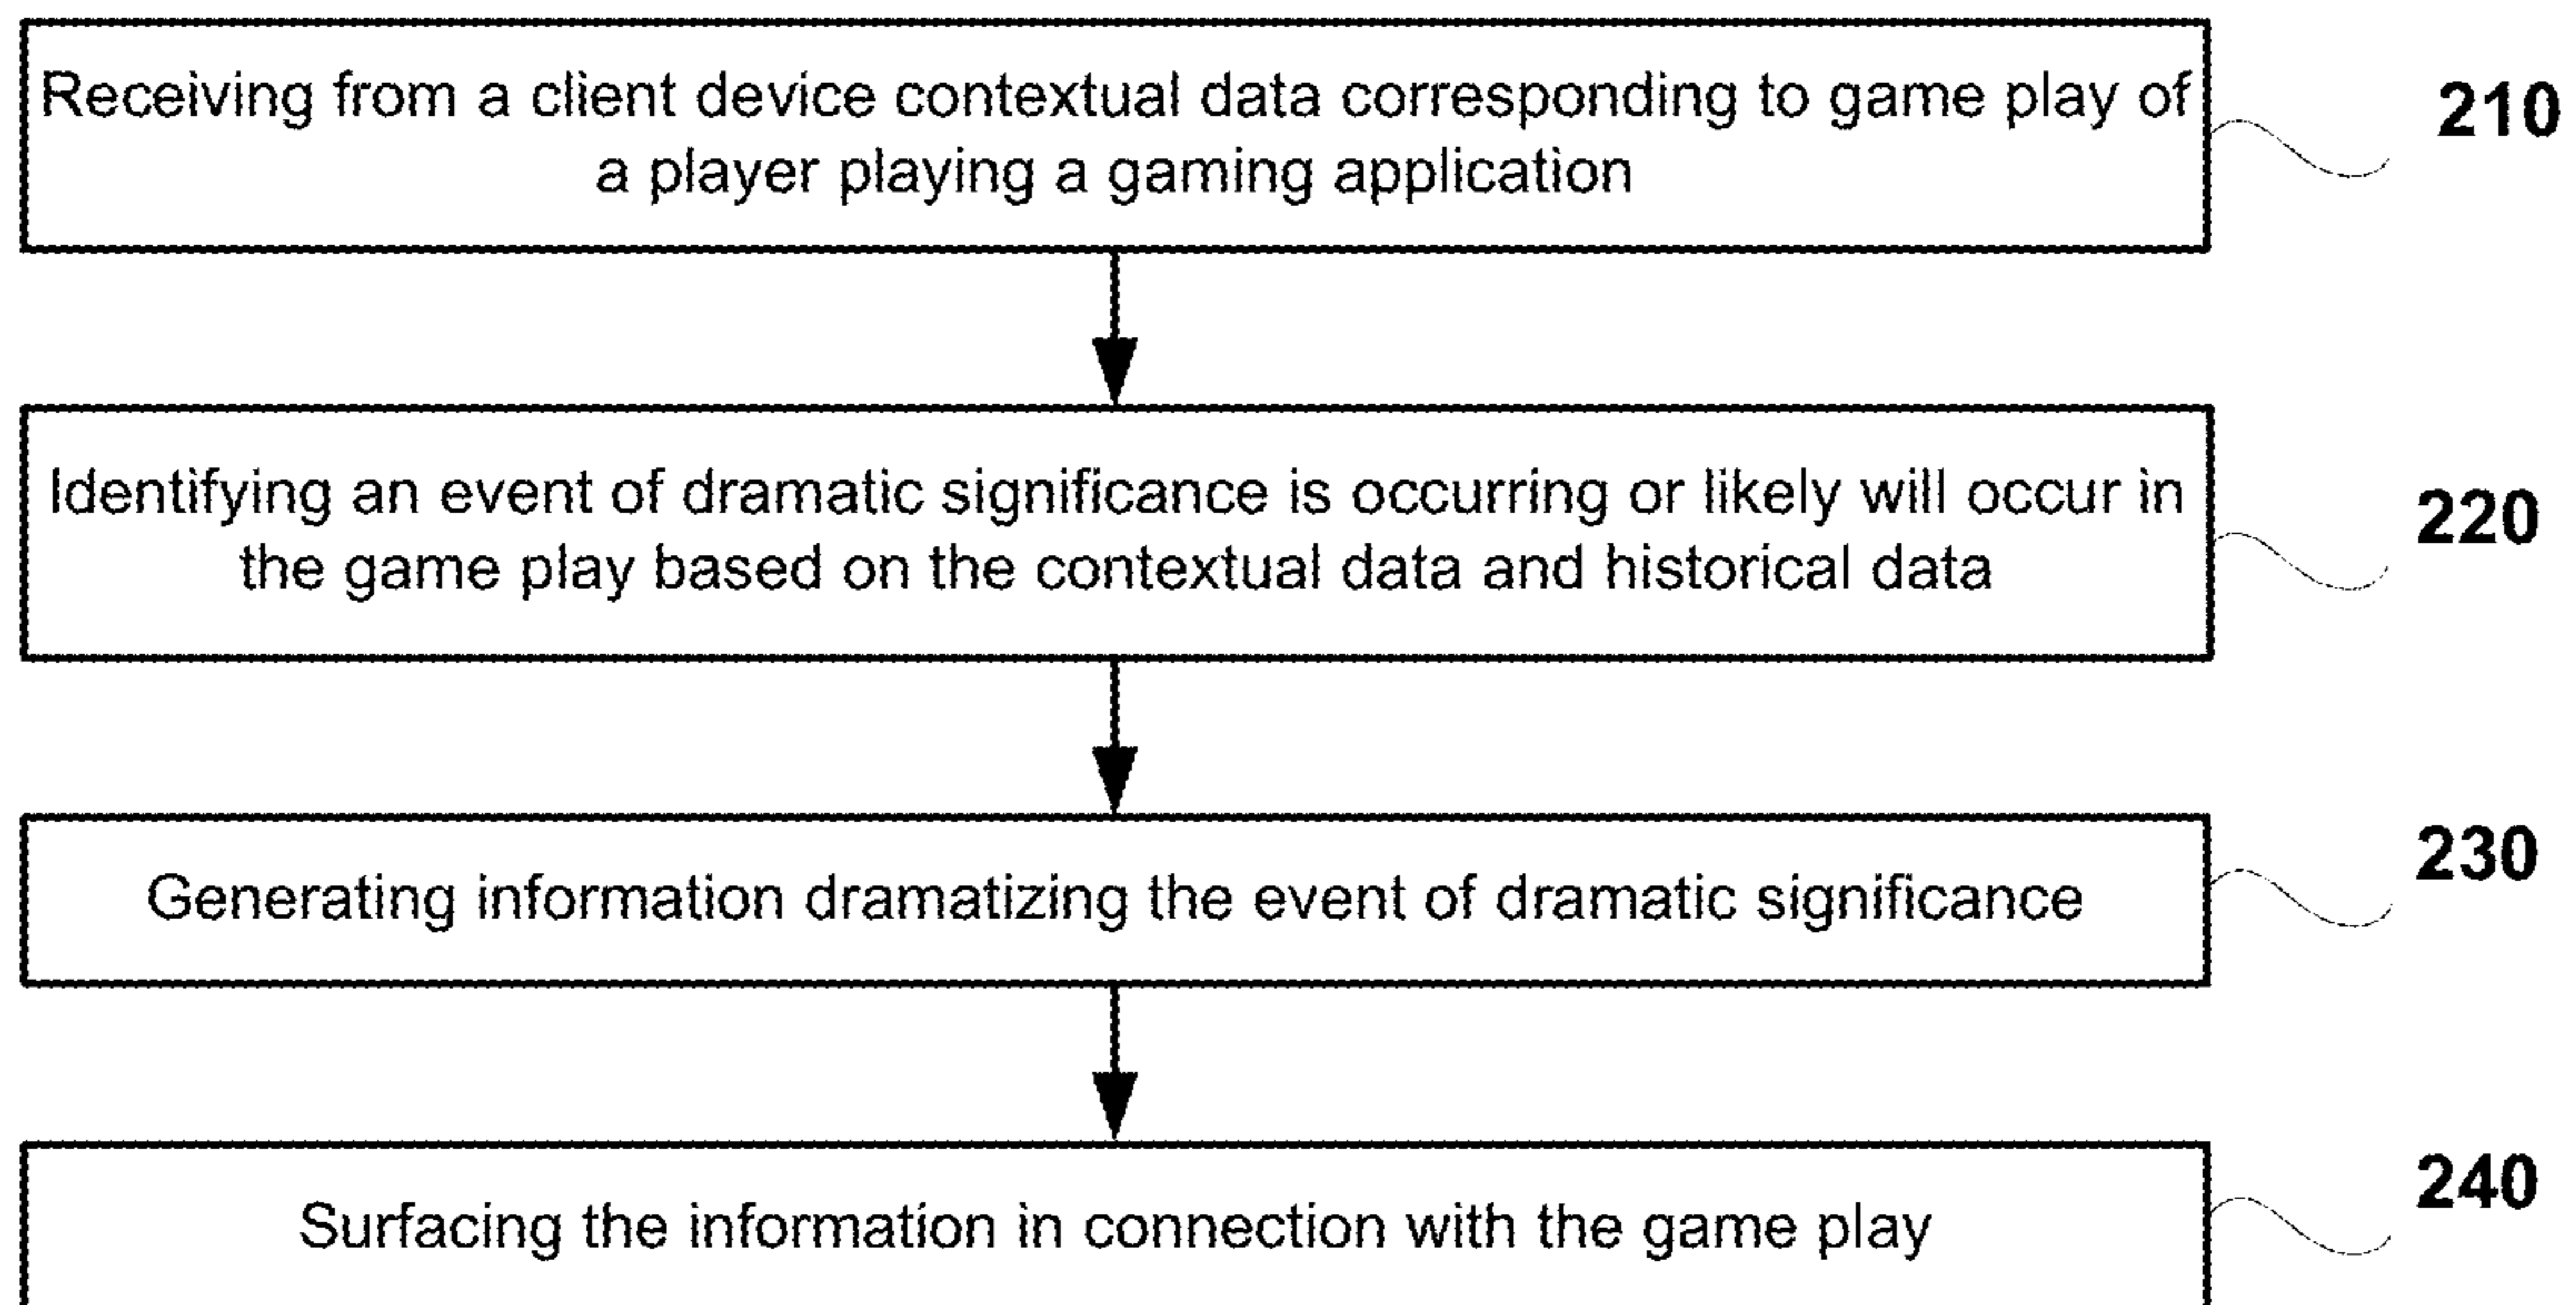 Receiving from a client device contextual data corresponding to game play of
a player playing a gaming application
210
Identifying an event of dramatic significance is occurring or likely will occur in
the game play based on the contextual data and historical data
220
Generating information dramatizing the event of dramatic significance
230
Surfacing the information in connection with the game play
240